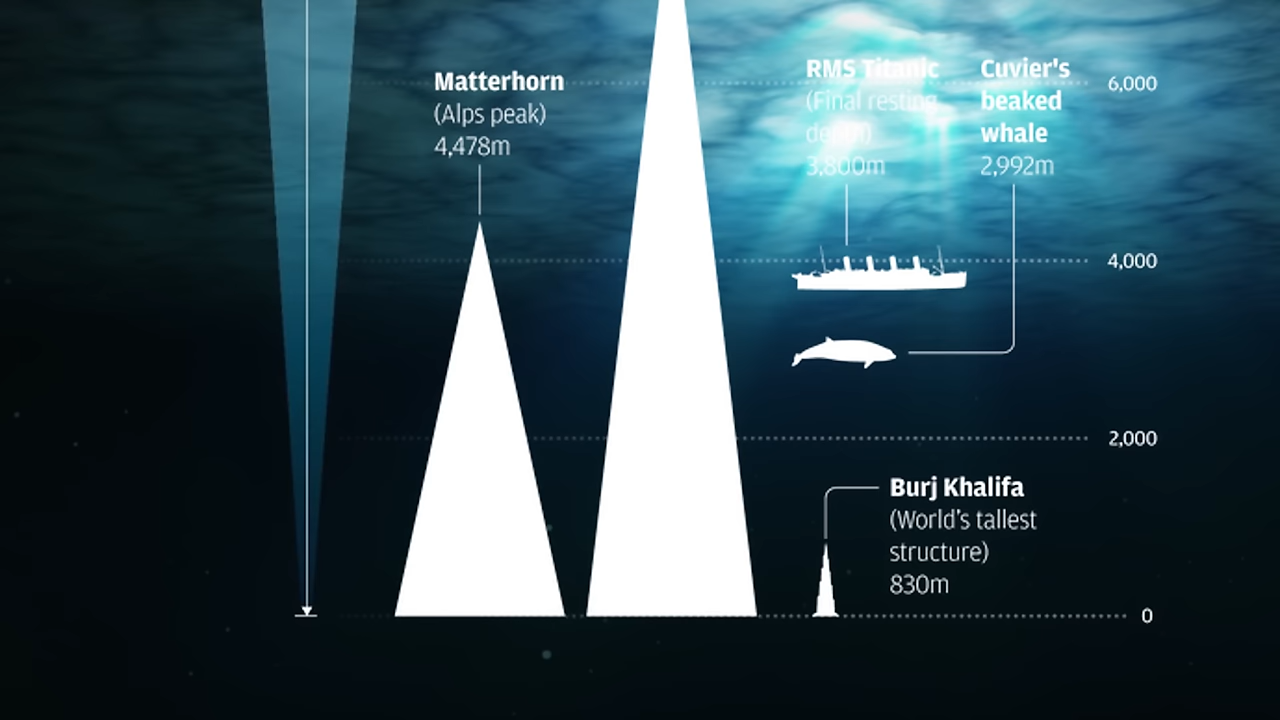 Matterhorn
(Alps peak)
4,478m
RMS Titanic
(Final resting
depth)
3,800m
Cuvier's
beaked
whale
2,992m
6,000
4,000
2,000
Burj Khalifa
(World's tallest
structure)
830m
0